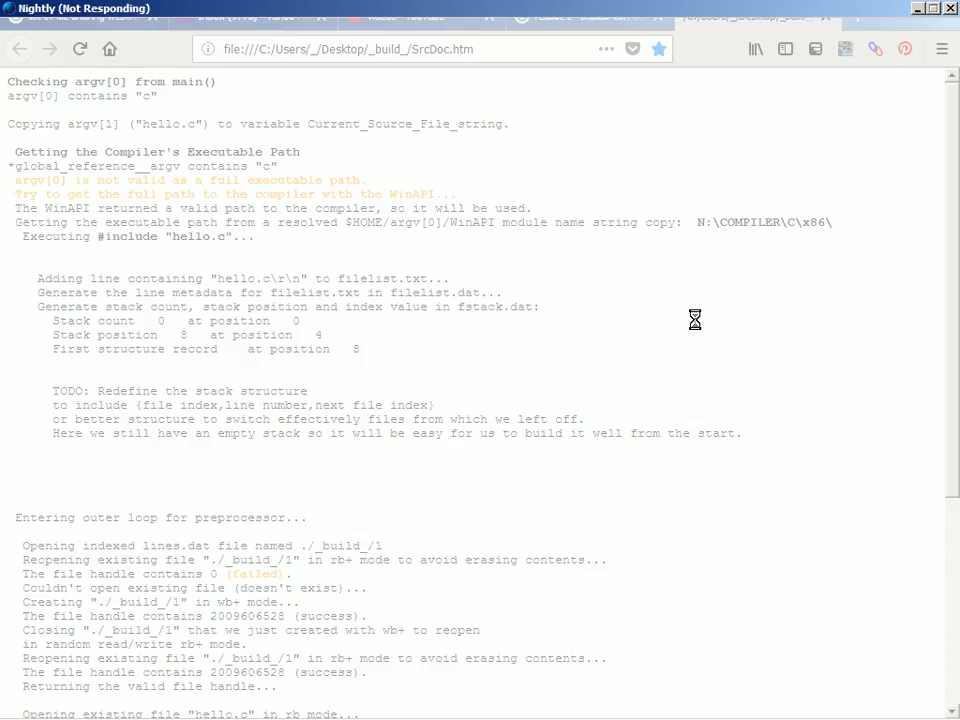 Nightly (Not Responding)
file:///C:/Users/_/Desktop/_build_/SrcDoc.htm
Checking argv[0] from main()
argv[0] contains "c"
Copying argv[1] ("hello.c") to variable Current_Source_File_string.
Getting the Compiler's Executable Path
*global_reference__argv contains "c"
argv[0] is not valid as a full executable path.
Try to get the full path to the compiler with the WinAPI...
The WinAPI returned a valid path to the compiler, so it will be used.
Getting the executable path from a resolved $HOME/argv[0]/WinAPI module name string copy: N:\COMPILER\C\x86\
Executing #include "hello.c"...
Adding line containing "hello.c\r\n" to filelist.txt...
Generate the line metadata for filelist.txt in filelist.dat...
Generate stack count, stack position and index value in fstack.dat:
Stack count 0 at position 0
Stack position 8 at position 4
First structure record at position 8
TODO: Redefine the stack structure
to include {file index,line number,next file index}
or better structure to switch effectively files from which we left off.
Here we still have an empty stack so it will be easy for us to build it well from the start.
Entering outer loop for preprocessor...
Opening indexed lines.dat file named ./_build_/1
Reopening existing file "./_build_/1" in rb+ mode to avoid erasing contents...
The file handle contains 0 (failed).
Couldn't open existing file (doesn't exist)...
Creating "./_build_/1" in wb+ mode...
The file handle contains 2009606528 (success).
Closing "./_build_/1" that we just created with wb+ to reopen
in random read/write rb+ mode.
Reopening existing file "./_build_/1" in rb+ mode to avoid erasing contents...
The file handle contains 2009606528 (success).
Returning the valid file handle...
Opening existing file "hello.c" in rb mode...